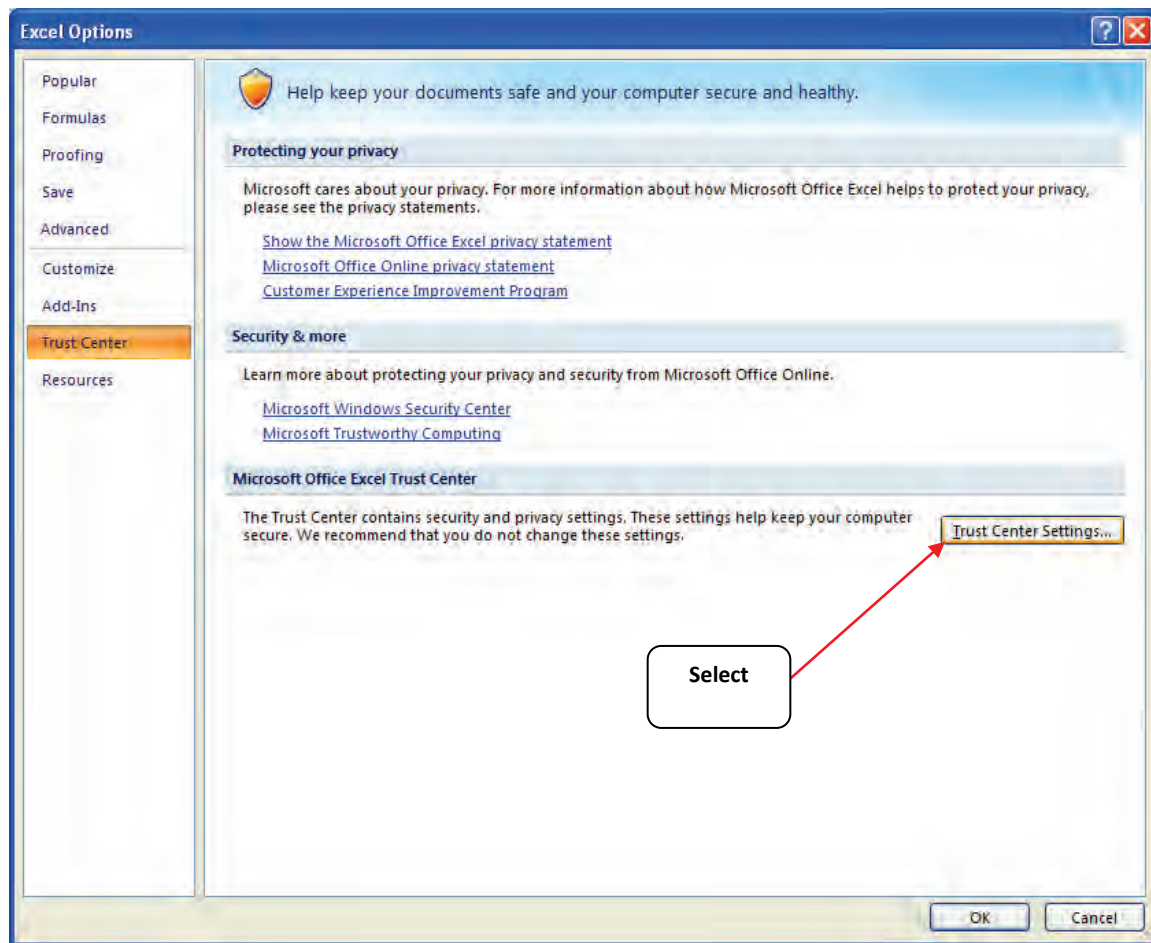 Excel Options
Popular
Formulas
Proofing
Save
Advanced
Customize
Add-Ins
Trust Center
Resources
Help keep your documents safe and your computer secure and healthy.
Protecting your privacy
Microsoft cares about your privacy. For more information about how Microsoft Office Excel helps to protect your privacy,
please see the privacy statements.
Show the Microsoft Office Excel privacy statement
Microsoft Office Online privacy statement
Customer Experience Improvement Program
Security & more
Learn more about protecting your privacy and security from Microsoft Office Online.
Microsoft Windows Security Center
Microsoft Trustworthy Computing
Microsoft Office Excel Trust Center
The Trust Center contains security and privacy settings. These settings help keep your computer
secure. We recommend that you do not change these settings.
Trust Center Settings...
Select
OK
Cancel